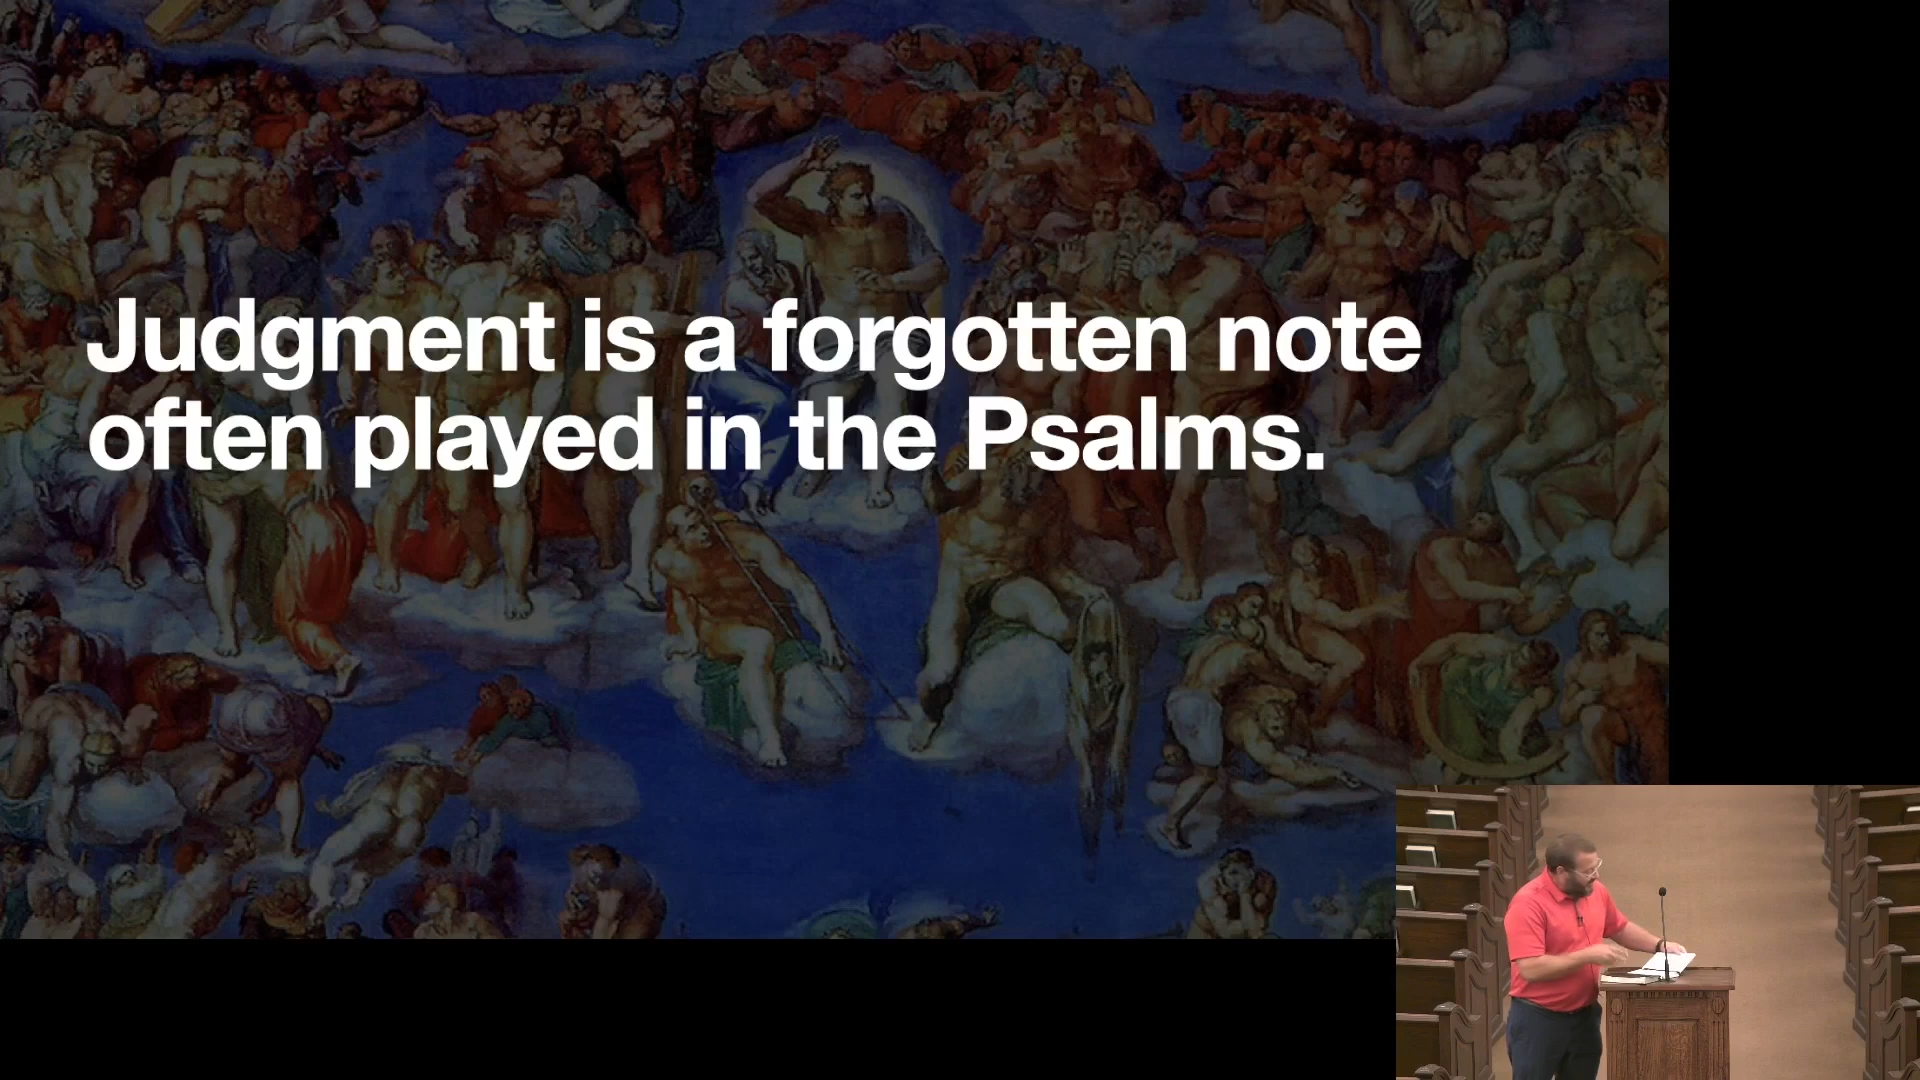 Judgment is a forgotten note
often played in the Psalms.